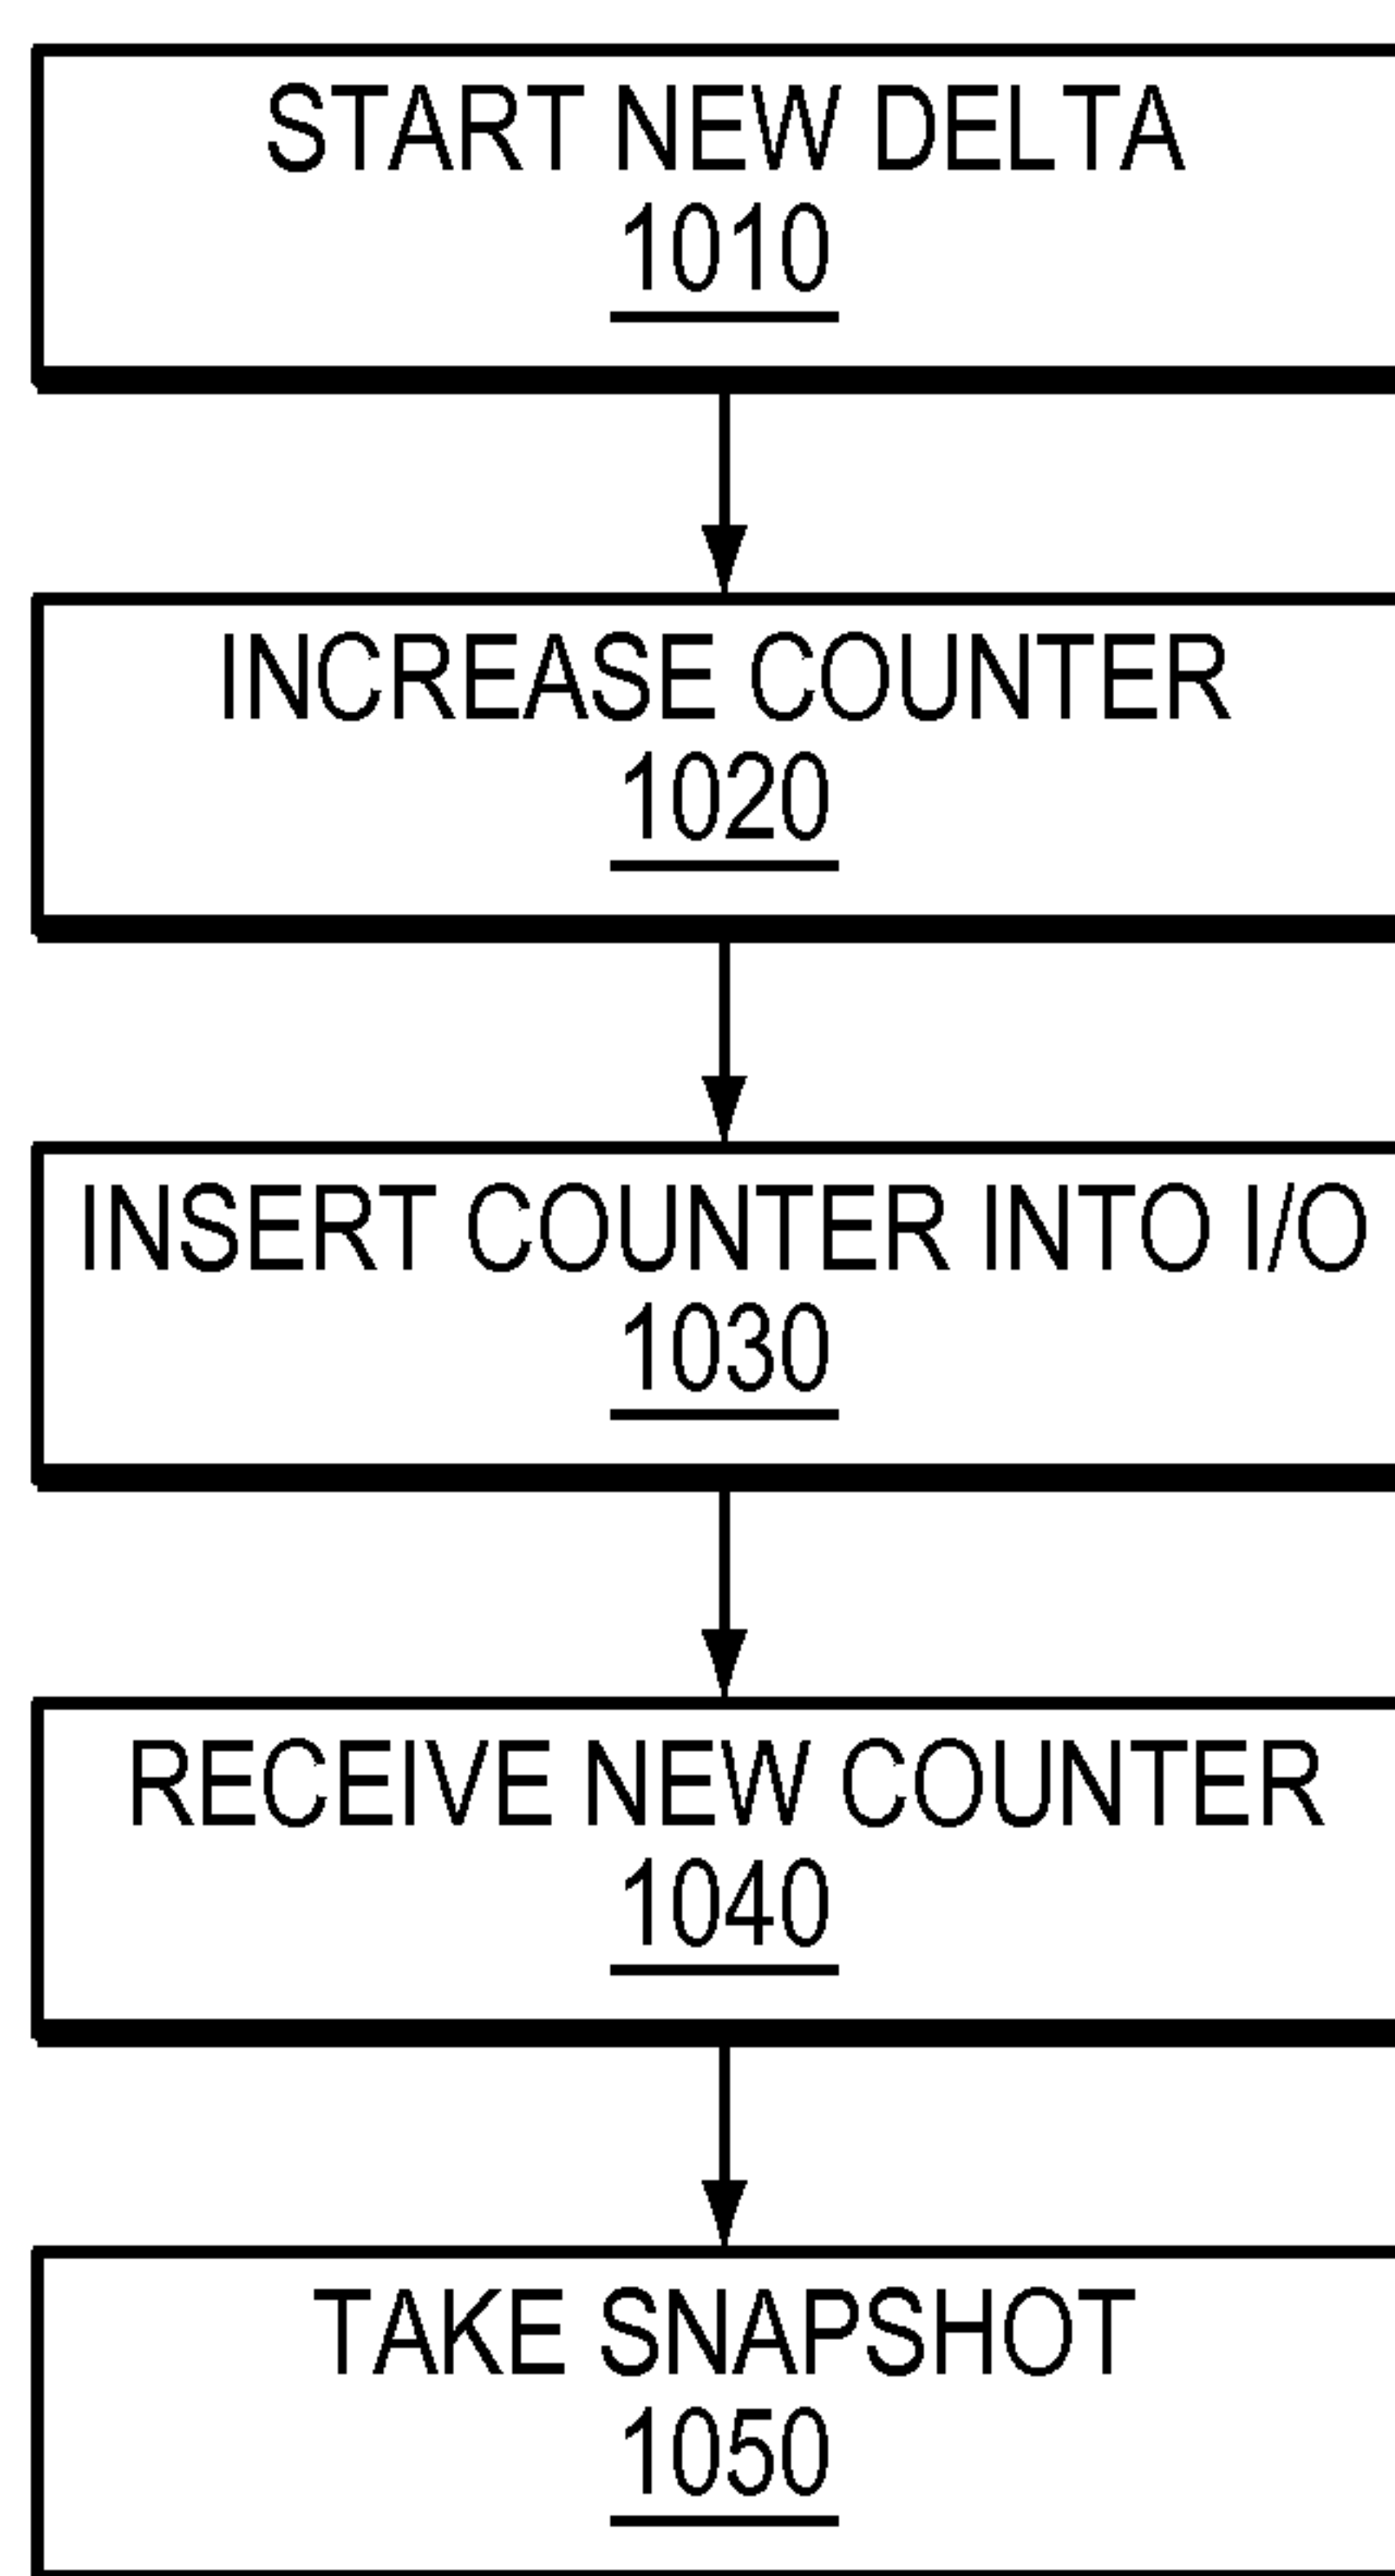 START NEW DELTA
1010
INCREASE COUNTER
1020
INSERT COUNTER INTO I/O
1030
RECEIVE NEW COUNTER
1040
TAKE SNAPSHOT
1050